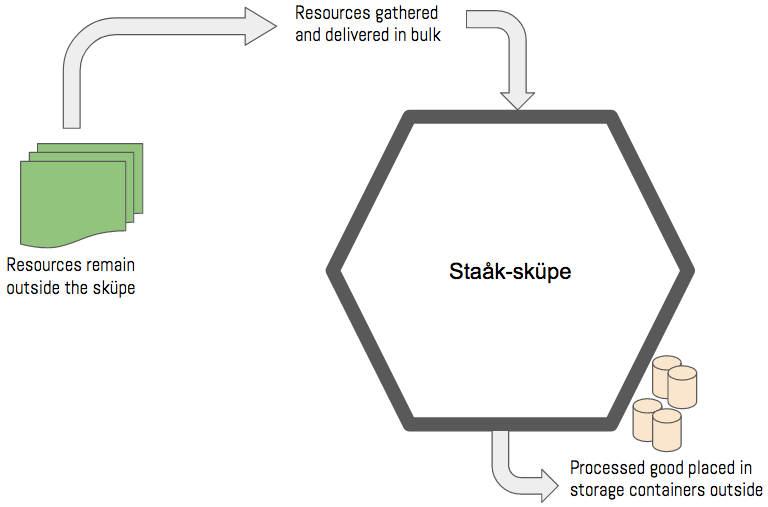 Resources gathered
and delivered in bulk
Resources remain
outside the sküpe
Staåk-sküpe
Processed good placed in
storage containers outside